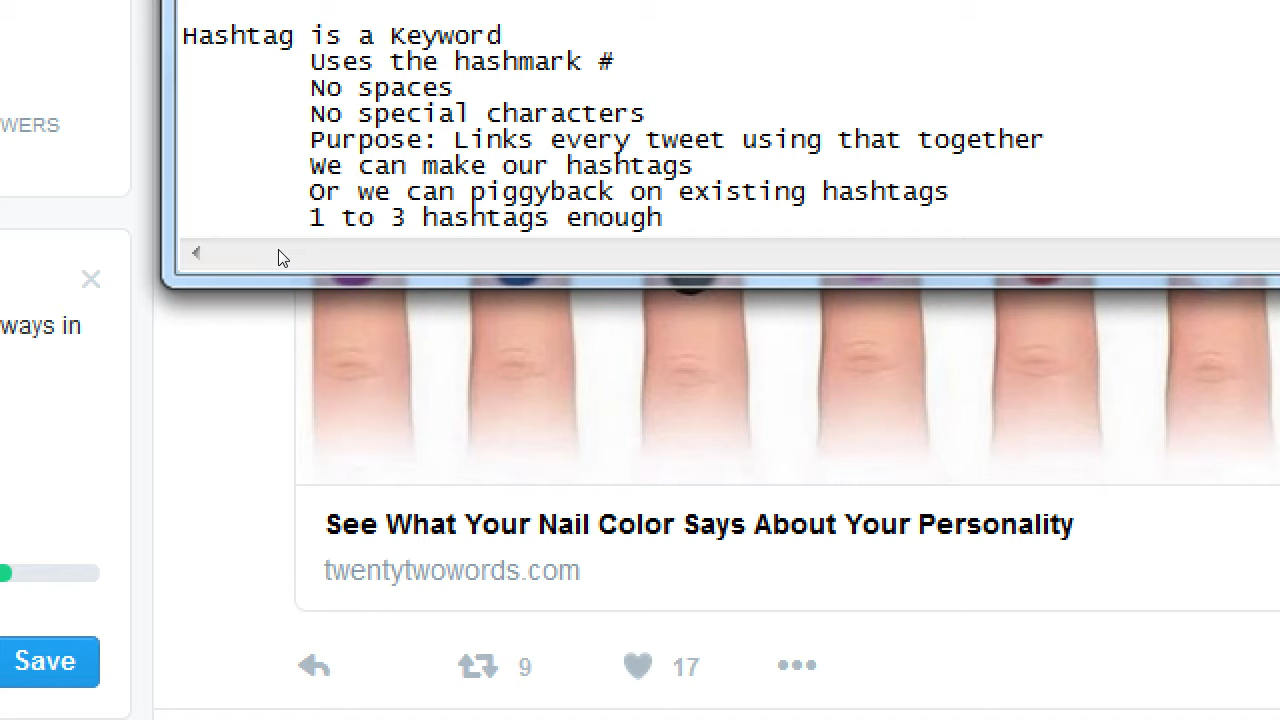 Hashtag is a Keyword
Uses the hashmark #
No spaces
No special characters
Purpose: Links every tweet using that together
We can make our hashtags
Or we can piggyback on existing hashtags
1 to 3 hashtags enough
WERS
ways in
Save
See What Your Nail Color Says About Your Personality
twentytwowords.com
9
17